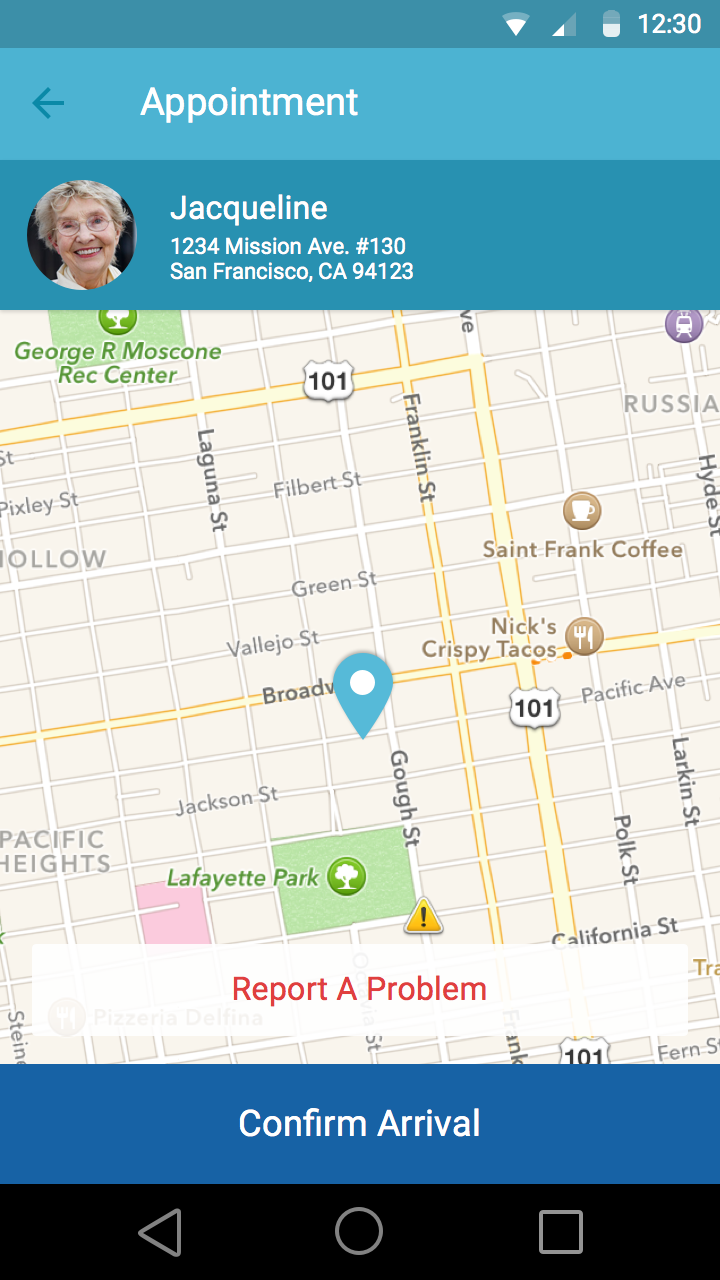 12:30
Appointment
Jacqueline
1234 Mission Ave. #130
San Francisco, CA 94123
George R Moscone
Rec Center
101
RUSSIA
Franklin St
Laguna St
Hyde St
St
Filbert St
Pixley St
Saint Frank Coffee
HOLLOW
Green St
Nick's
Crispy Tacos
Vallejo St
Broadw
Pacific Ave
101
Larkin St
Gough St
Jackson St
Polk St
PACIFIC
HEIGHTS
Lafayette Park
California St
Tra
Report A Problem
Pizzeria Delfina
Steine
St
Frank
101
Fern St
Confirm Arrival